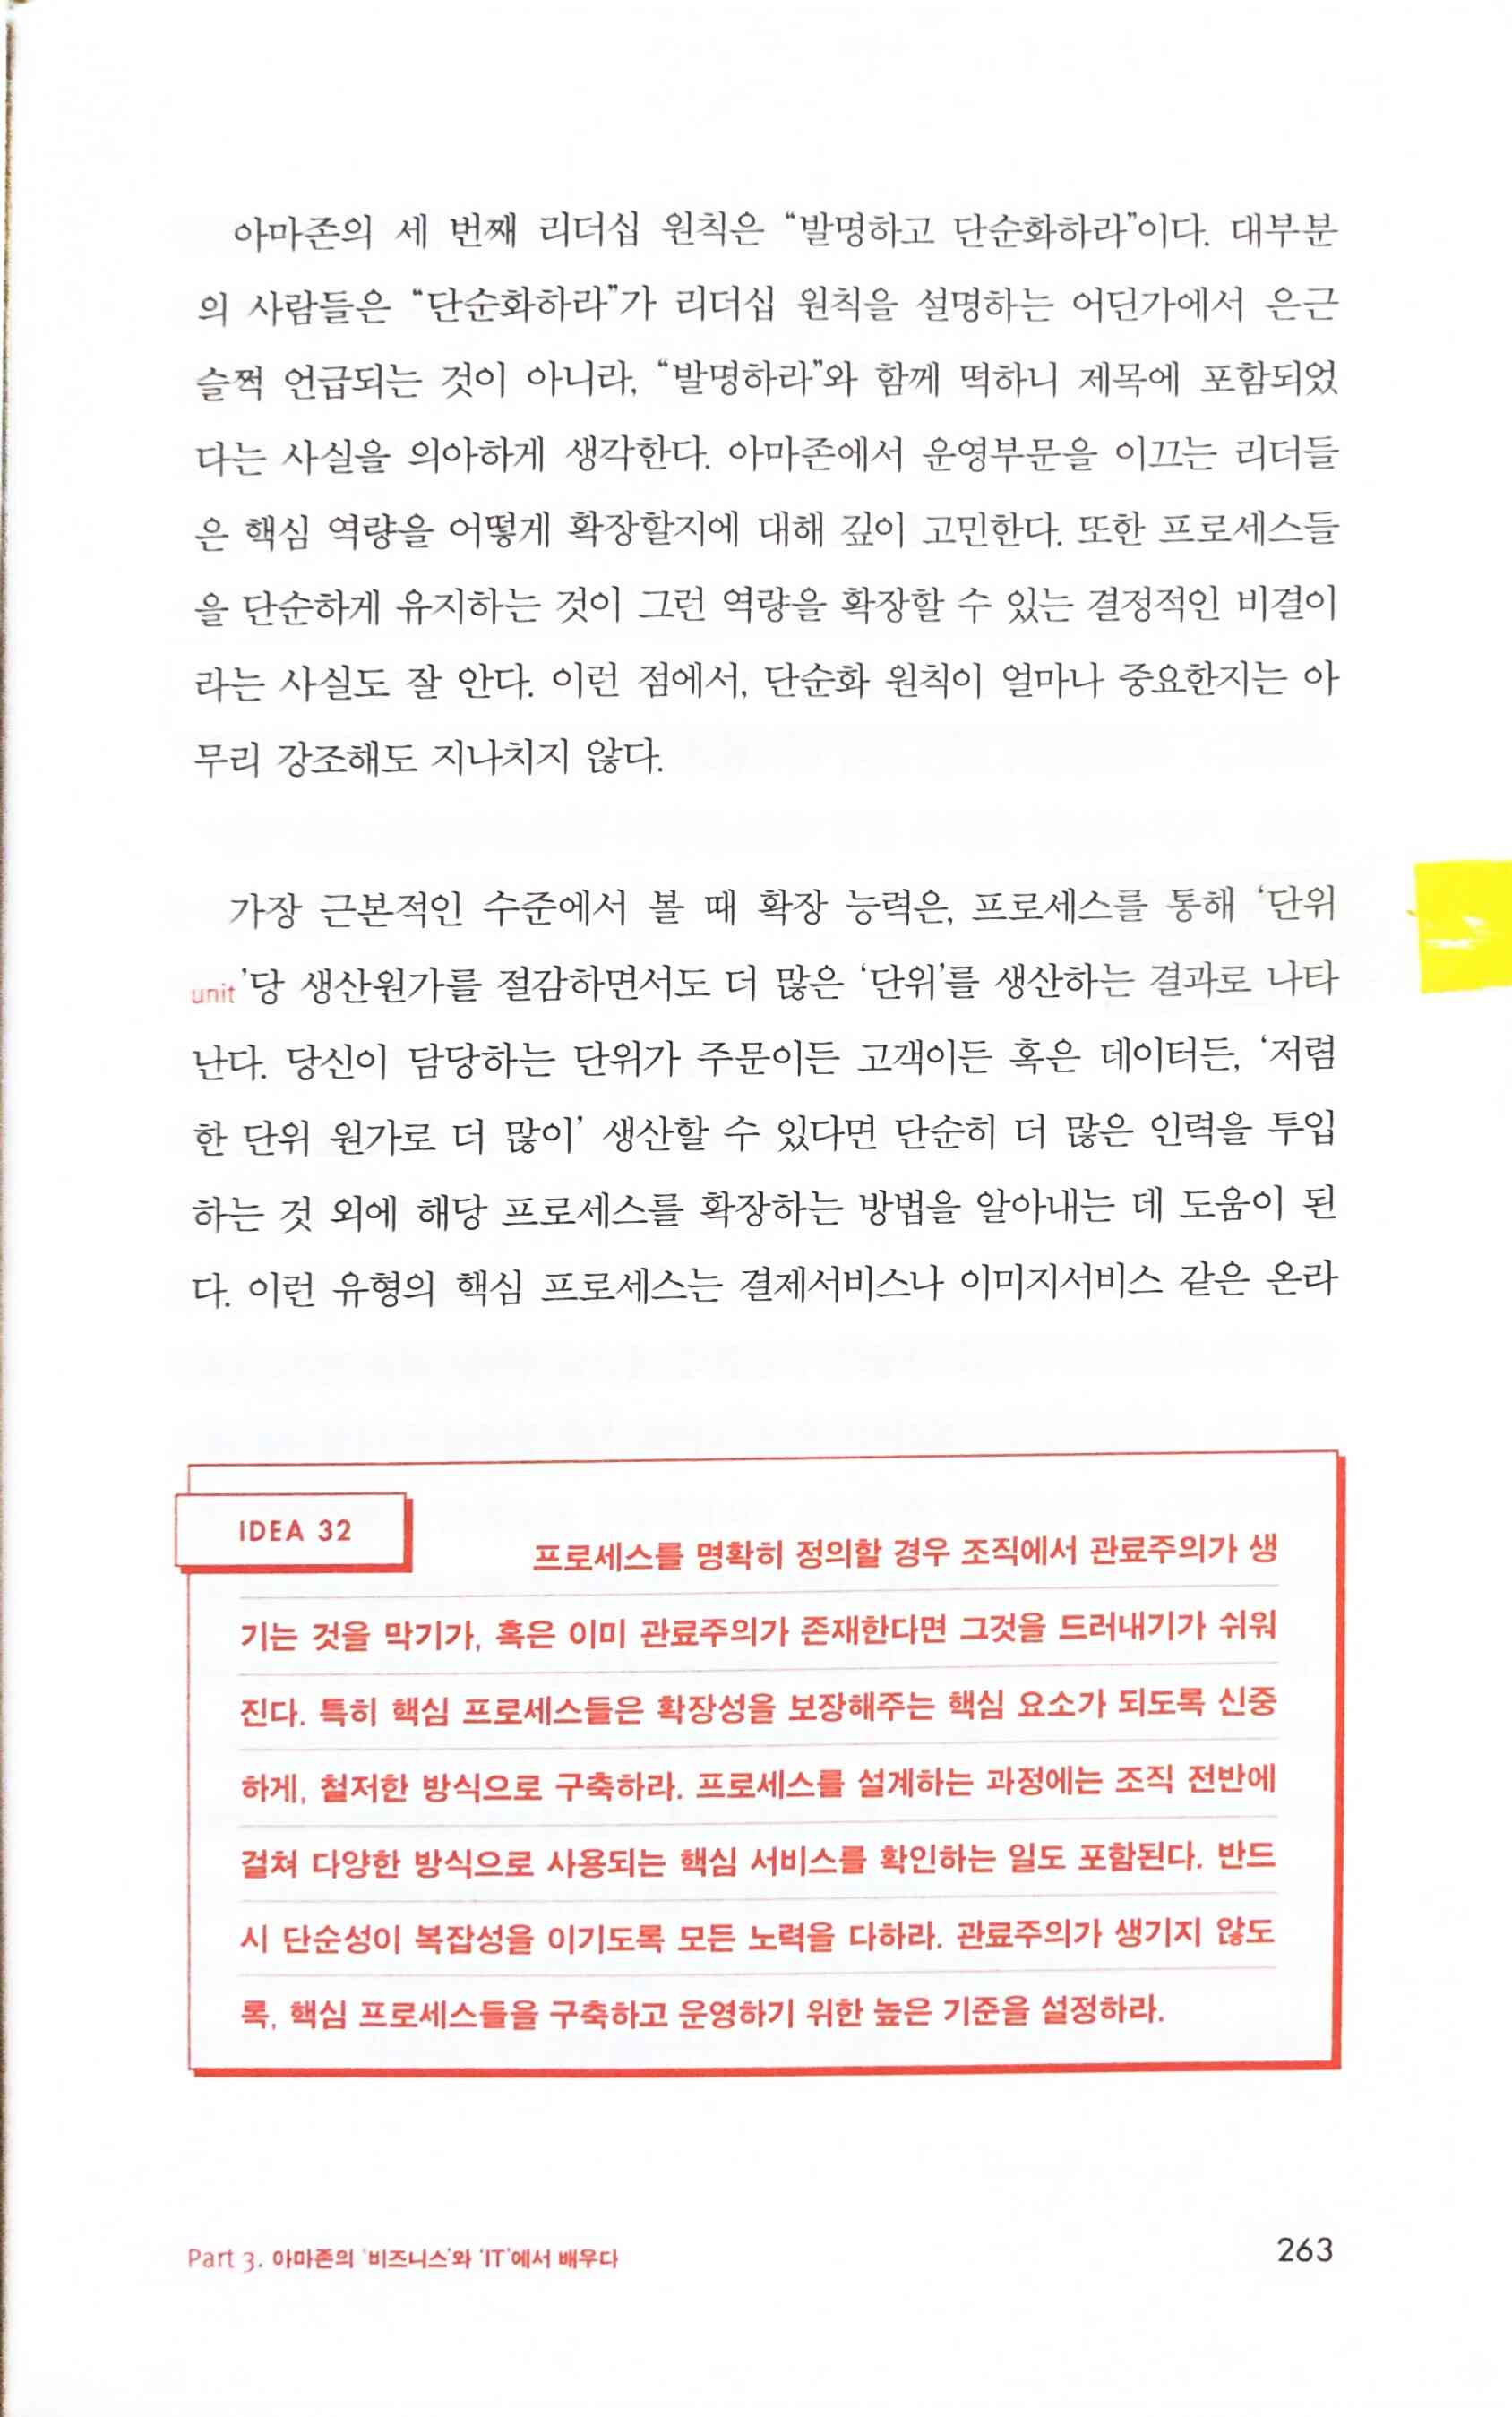 아마존의 세 번째 리더십 원칙은 “발명하고 단순화하라”이다. 대부분
의 사람들은 “단순화하라”가 리더십 원칙을 설명하는 어딘가에서 은근
슬쩍 언급되는 것이 아니라, “발명하라”와 함께 떡하니 제목에 포함되었
다는 사실을 의아하게 생각한다. 아마존에서 운영부문을 이끄는 리더들
은 핵심 역량을 어떻게 확장할지에 대해 깊이 고민한다. 또한 프로세스들
을 단순하게 유지하는 것이 그런 역량을 확장할 수 있는 결정적인 비결이
라는 사실도 잘 안다. 이런 점에서, 단순화 원칙이 얼마나 중요한지는 아
무리 강조해도 지나치지 않다.
가장 근본적인 수준에서 볼 때 확장 능력은, 프로세스를 통해 ‘단위
unit’당 생산원가를 절감하면서도 더 많은 ‘단위’를 생산하는 결과로 나타
난다. 당신이 담당하는 단위가 주문이든 고객이든 혹은 데이터든, ‘저렴
한 단위 원가로 더 많이’ 생산할 수 있다면 단순히 더 많은 인력을 투입
하는 것 외에 해당 프로세스를 확장하는 방법을 알아내는 데 도움이 된
다. 이런 유형의 핵심 프로세스는 결제서비스나 이미지서비스 같은 온라
IDEA 32
프로세스를 명확히 정의할 경우 조직에서 관료주의가 생
기는 것을 막기가, 혹은 이미 관료주의가 존재한다면 그것을 드러내기가 쉬워
진다. 특히 핵심 프로세스들은 확장성을 보장해주는 핵심 요소가 되도록 신중
하게, 철저한 방식으로 구축하라. 프로세스를 설계하는 과정에는 조직 전반에
걸쳐 다양한 방식으로 사용되는 핵심 서비스를 확인하는 일도 포함된다. 반드
시 단순성이 복잡성을 이기도록 모든 노력을 다하라. 관료주의가 생기지 않도
록, 핵심 프로세스들을 구축하고 운영하기 위한 높은 기준을 설정하라.
Part 3. 아마존의 ‘비즈니스’와 ‘IT’에서 배우다
263